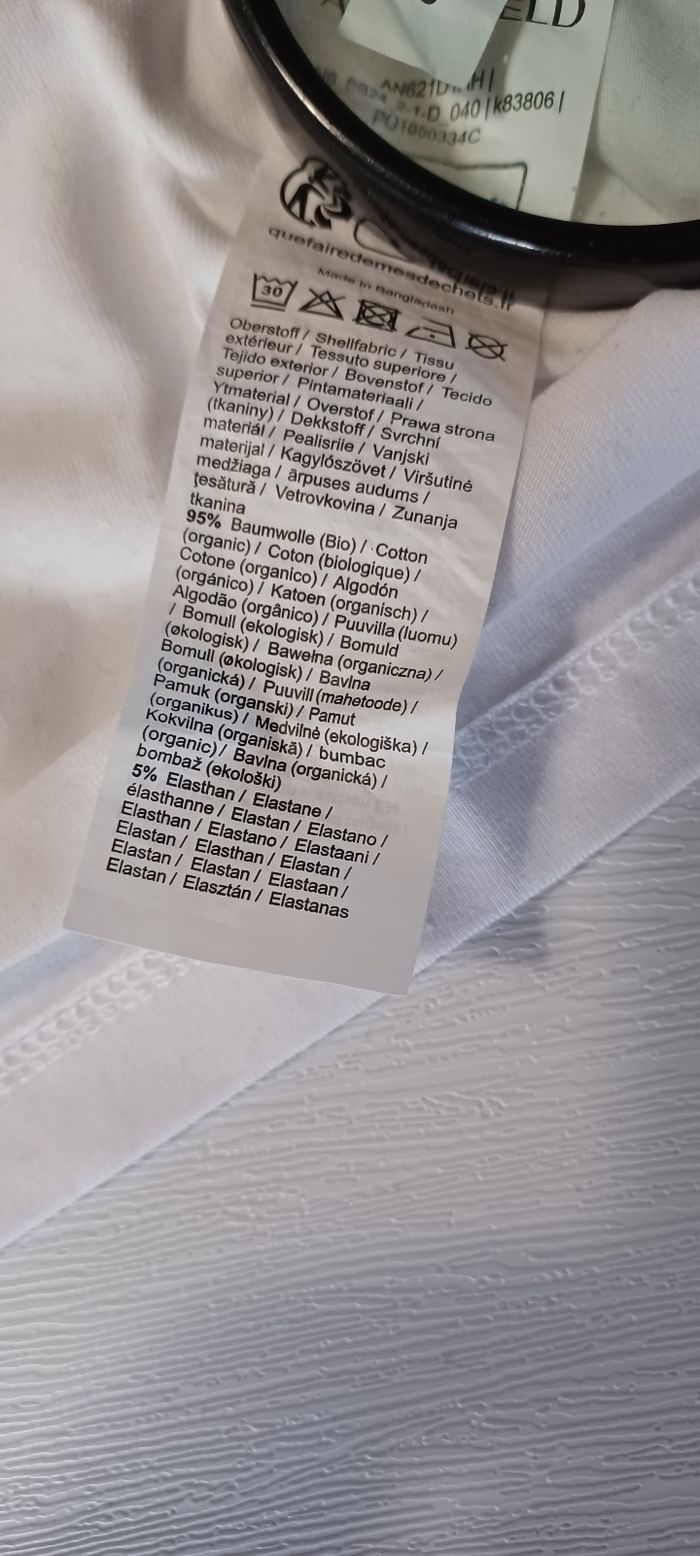 ELD
AN621D
040 | k83806 |
PO1850334C
quefairedemesdechets.fr
Made in Bangladesh
30
Oberstoff / Shellfabric / Tissu
extérieur / Tessuto superiore /
Tejido exterior / Bovenstof / Tecido
superior / Pintamateriaali /
Ytmaterial / Overstof / Prawa strona
(tkaniny) / Dekkstoff / Svrchní
materiál / Pealisriie / Vanjski
materijal / Kagylószövet / Viršutinė
medžiaga / ārpuses audums /
țesătură / Vetrovkovina / Zunanja
tkanina
95% Baumwolle (Bio) / Cotton
(organic) / Coton (biologique) /
Cotone (organico) / Algodón
(orgánico) / Katoen (organisch) /
Algodão (orgânico) / Puuvilla (luomu)
/ Bomull (ekologisk) / Bomuld
(økologisk) / Bawełna (organiczna) /
Bomull (økologisk) / Bavlna
(organická) / Puuvill (mahetoode) /
Pamuk (organski) / Pamut
(organikus) / Medvilnė (ekologiška) /
Kokvilna (organiskā) / bumbac
(organic) / Bavlna (organická) /
bombaž (ekološki)
5% Elasthan / Elastane /
élasthanne / Elastan / Elastano /
Elasthan / Elastano / Elastaani /
Elastan / Elasthan / Elastan /
Elastan / Elastan / Elastaan /
Elastan / Elasztán / Elastanas